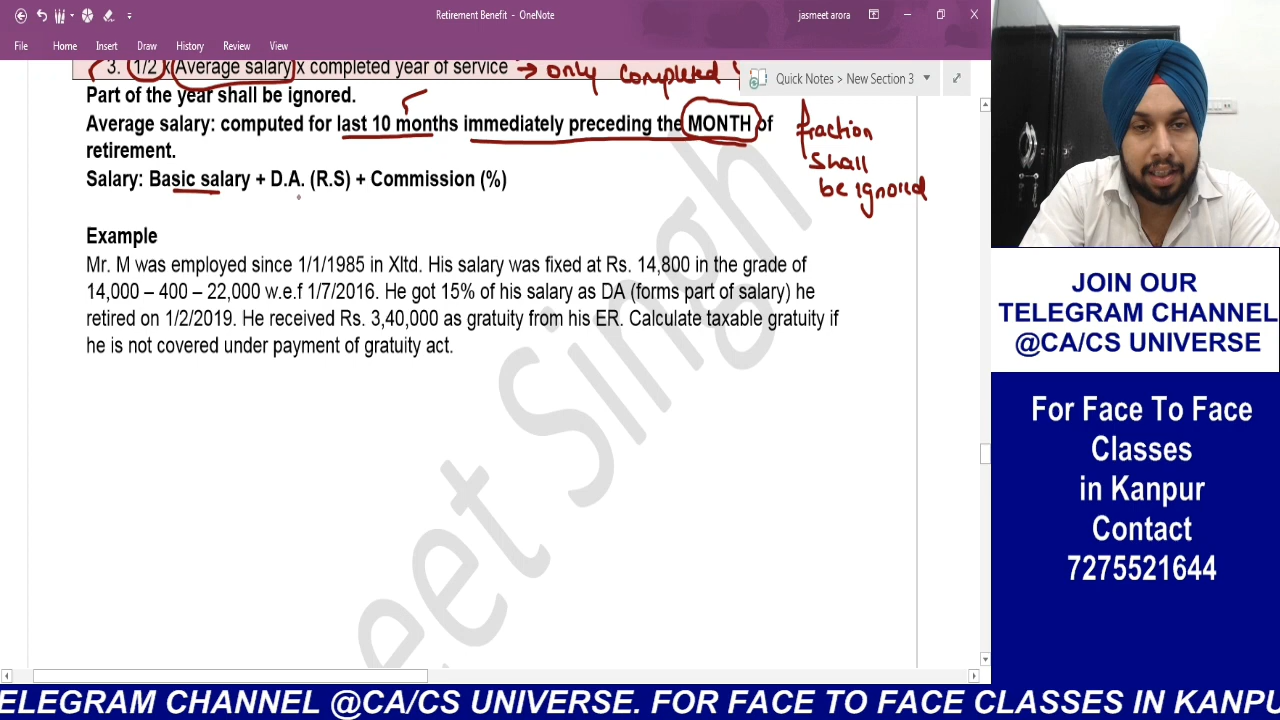 Retirement Benefit - OneNote
jasmeet arora
File Home Insert Draw History Review View
3. 1/2 x Average salary x completed year of service → only completed
Quick Notes > New Section 3
Part of the year shall be ignored.
Average salary: computed for last 10 months immediately preceding the MONTH of
retirement.
Salary: Basic salary + D.A. (R.S) + Commission (%)
fraction
shall
be ignored
Example
Mr. M was employed since 1/1/1985 in Xltd. His salary was fixed at Rs. 14,800 in the grade of
14,000 – 400 – 22,000 w.e.f 1/7/2016. He got 15% of his salary as DA (forms part of salary) he
retired on 1/2/2019. He received Rs. 3,40,000 as gratuity from his ER. Calculate taxable gratuity if
he is not covered under payment of gratuity act.
eet Singh
JOIN OUR
TELEGRAM CHANNEL
@CA/CS UNIVERSE
For Face To Face
Classes
in Kanpur
Contact
7275521644
ELEGRAM CHANNEL @CA/CS UNIVERSE. FOR FACE TO FACE CLASSES IN KANPU